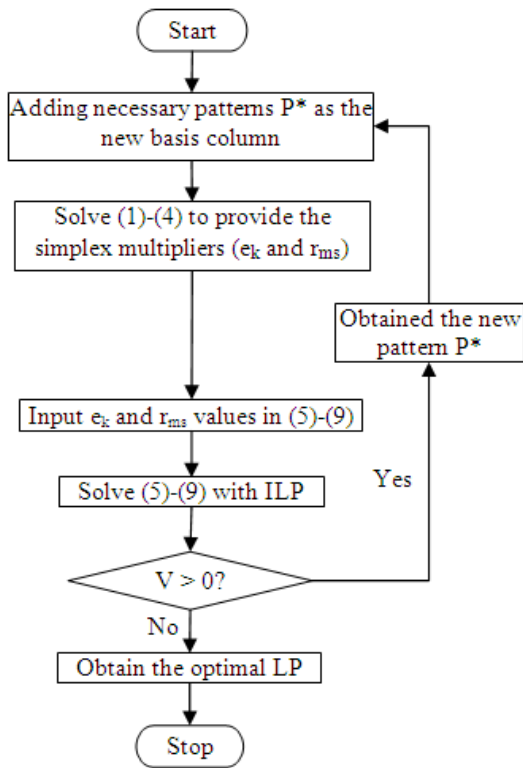 Start
Adding necessary patterns P* as the
new basis column
Solve (1)-(4) to provide the
simplex multipliers (eₖ and rₘₛ)
Obtained the new
pattern P*
Input eₖ and rₘₛ values in (5)-(9)
Yes
Solve (5)-(9) with ILP
V > 0?
No
Obtain the optimal LP
Stop